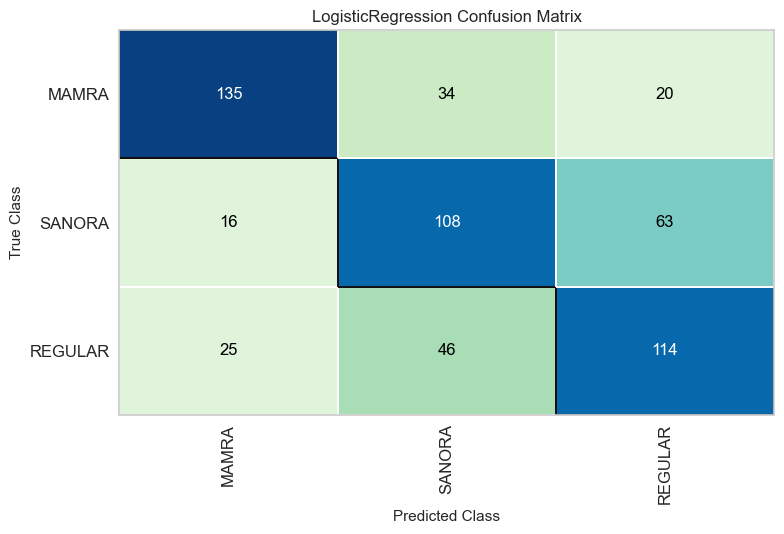 LogisticRegression Confusion Matrix
True Class
MAMRA 135 34 20
SANORA 16 108 63
REGULAR 25 46 114
MAMRA SANORA REGULAR
Predicted Class